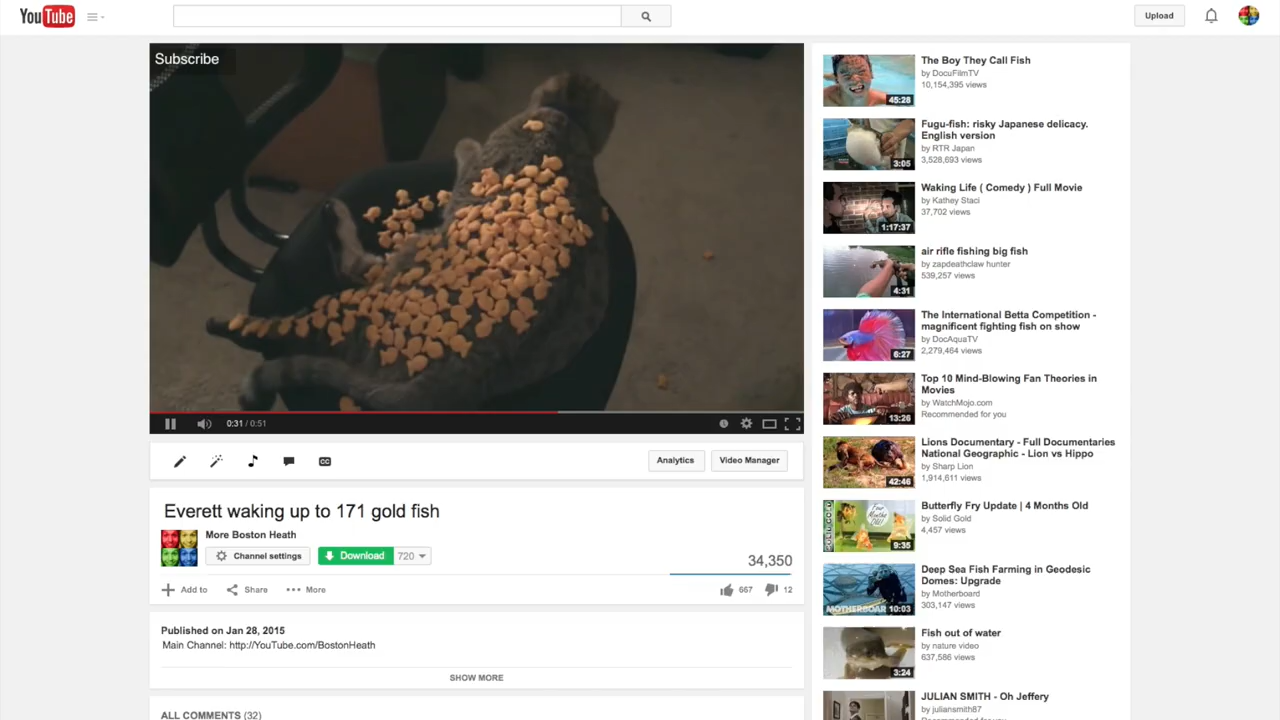 YouTube
Upload
Subscribe
0:31 / 0:51
CC
Analytics
Video Manager
Everett waking up to 171 gold fish
More Boston Heath
Channel settings
Download
720
34,350
Add to
Share
More
667
12
Published on Jan 28, 2015
Main Channel: http://YouTube.com/BostonHeath
SHOW MORE
ALL COMMENTS (32)
45:28
The Boy They Call Fish
by DocuFilmTV
10,154,395 views
3:05
Fugu-fish: risky Japanese delicacy.
English version
by RTR Japan
3,528,693 views
1:17:37
Waking Life ( Comedy ) Full Movie
by Kathey Staci
37,702 views
4:31
air rifle fishing big fish
by zapdeathclaw hunter
539,257 views
6:27
The International Betta Competition -
magnificent fighting fish on show
by DocAquaTV
2,279,464 views
13:26
Top 10 Mind-Blowing Fan Theories in
Movies
by WatchMojo.com
Recommended for you
42:46
Lions Documentary - Full Documentaries
National Geographic - Lion vs Hippo
by Sharp Lion
1,914,611 views
Four
Months
Old!
9:35
Butterfly Fry Update | 4 Months Old
by Solid Gold
4,457 views
MOTHERBOAR 10:03
Deep Sea Fish Farming in Geodesic
Domes: Upgrade
by Motherboard
303,147 views
3:24
Fish out of water
by nature video
637,586 views
JULIAN SMITH - Oh Jeffery
by juliansmith87
Recommended for you